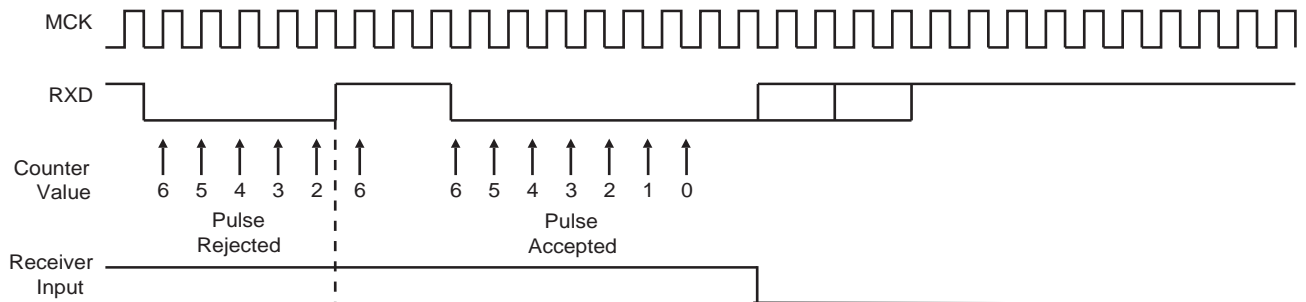 MCK
RXD
Counter
Value
6 5 4 3 2 6 6 5 4 3 2 1 0
Pulse
Rejected
Pulse
Accepted
Receiver
Input